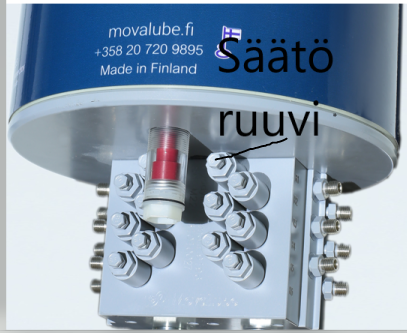 movalube.fi
+358 20 720 9895
Made in Finland
Säätö
ruuvi